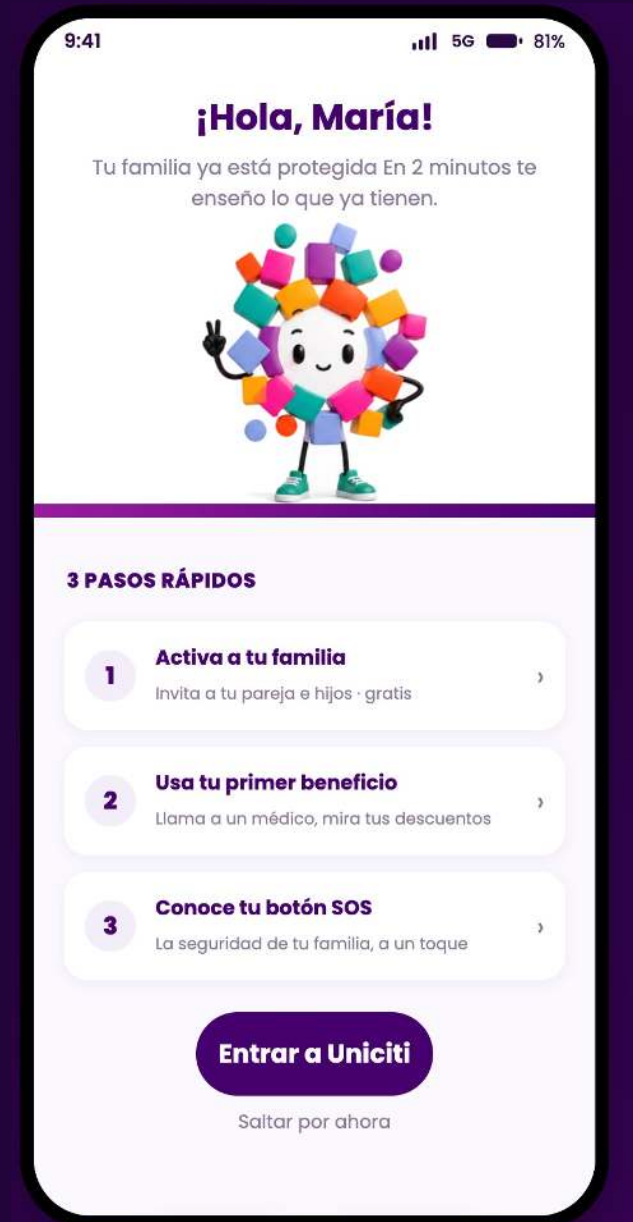 9:41 5G 81%
¡Hola, María!
Tu familia ya está protegida En 2 minutos te
enseño lo que ya tienen.
3 PASOS RÁPIDOS
1
Activa a tu familia
Invita a tu pareja e hijos · gratis
›
2
Usa tu primer beneficio
Llama a un médico, mira tus descuentos
›
3
Conoce tu botón SOS
La seguridad de tu familia, a un toque
›
Entrar a Uniciti
Saltar por ahora